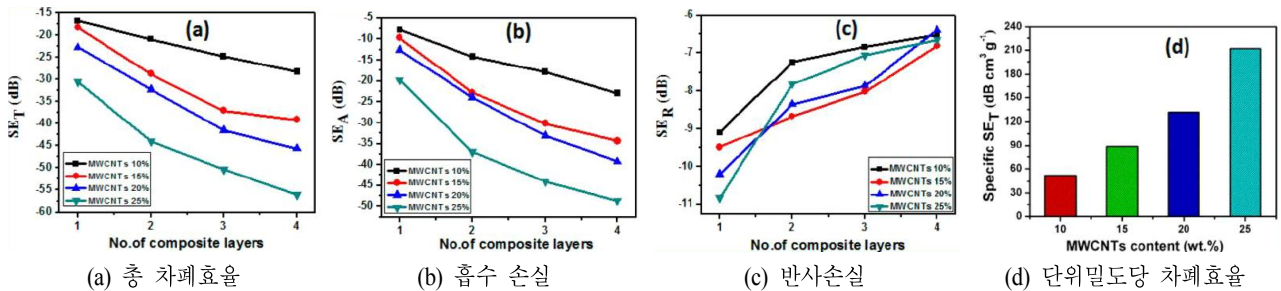 (a)
SE_T (dB)
-15
-20
-25
-30
-35
-40
-45
-50
-55
-60
MWCNTs 10%
MWCNTs 15%
MWCNTs 20%
MWCNTs 25%
1 2 3 4
No.of composite layers
(b)
SE_A (dB)
-5
-10
-15
-20
-25
-30
-35
-40
-45
-50
MWCNTs 10%
MWCNTs 15%
MWCNTs 20%
MWCNTs 25%
1 2 3 4
No.of composite layers
(c)
SE_R (dB)
-6
-7
-8
-9
-10
-11
MWCNTs 10%
MWCNTs 15%
MWCNTs 20%
MWCNTs 25%
1 2 3 4
No.of composite layers
(d)
Specific SE_T (dB cm³ g⁻¹)
240
210
180
150
120
90
60
30
0
10 15 20 25
MWCNTs content (wt.%)
(a) 총 차폐효율
(b) 흡수 손실
(c) 반사손실
(d) 단위밀도당 차폐효율